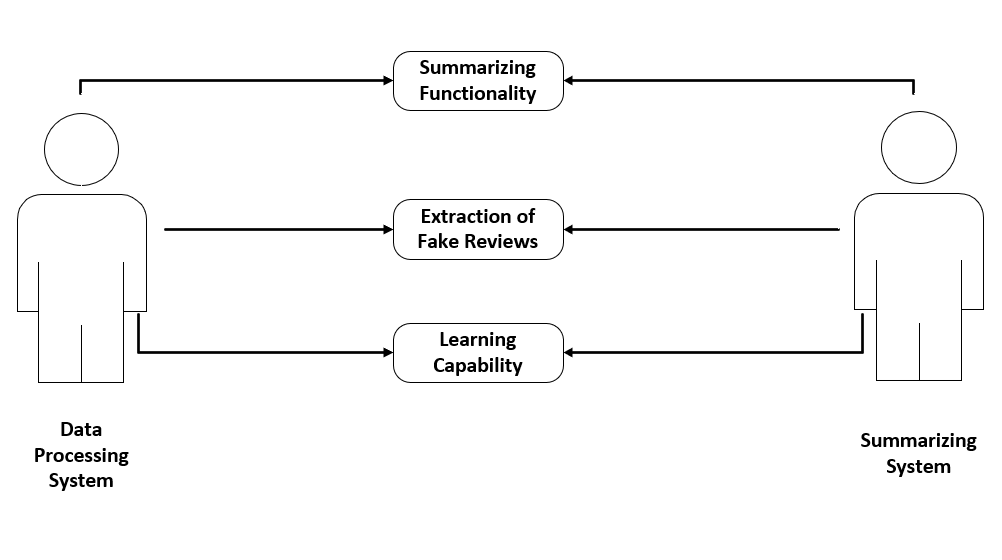 Summarizing
Functionality
Extraction of
Fake Reviews
Learning
Capability
Data
Processing
System
Summarizing
System